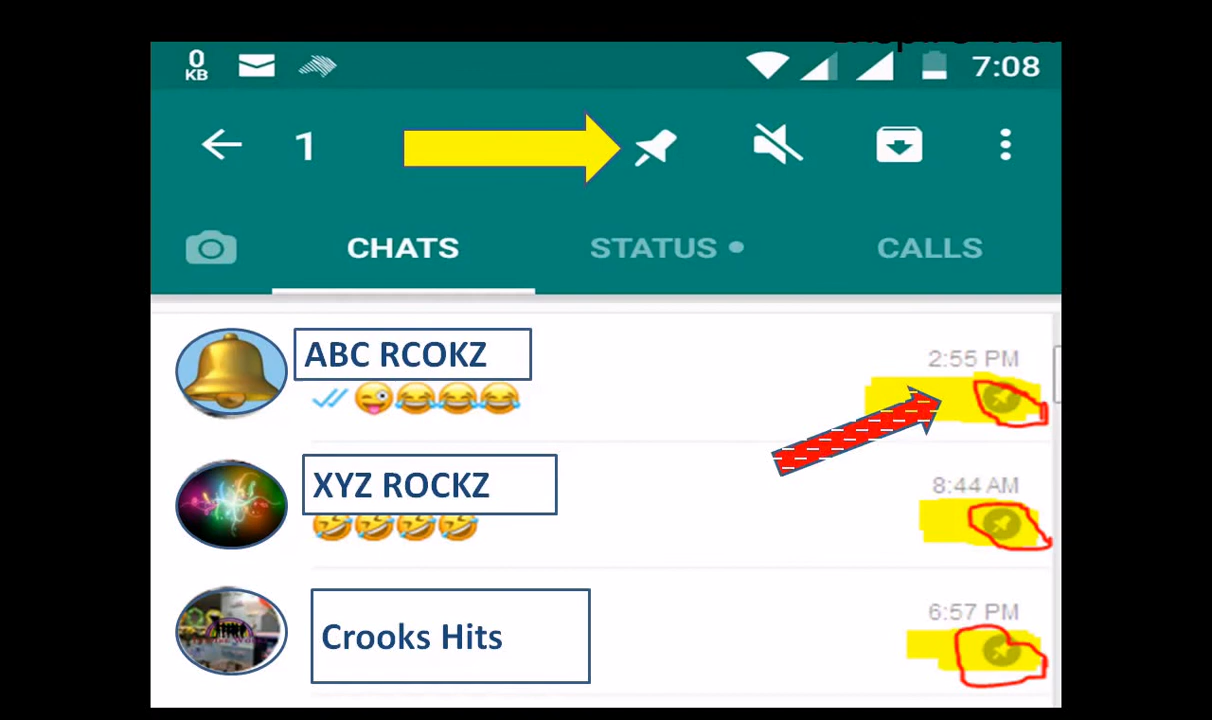 0
KB
7:08
1
CHATS
STATUS
CALLS
ABC RCOKZ
2:55 PM
XYZ ROCKZ
8:44 AM
Crooks Hits
6:57 PM